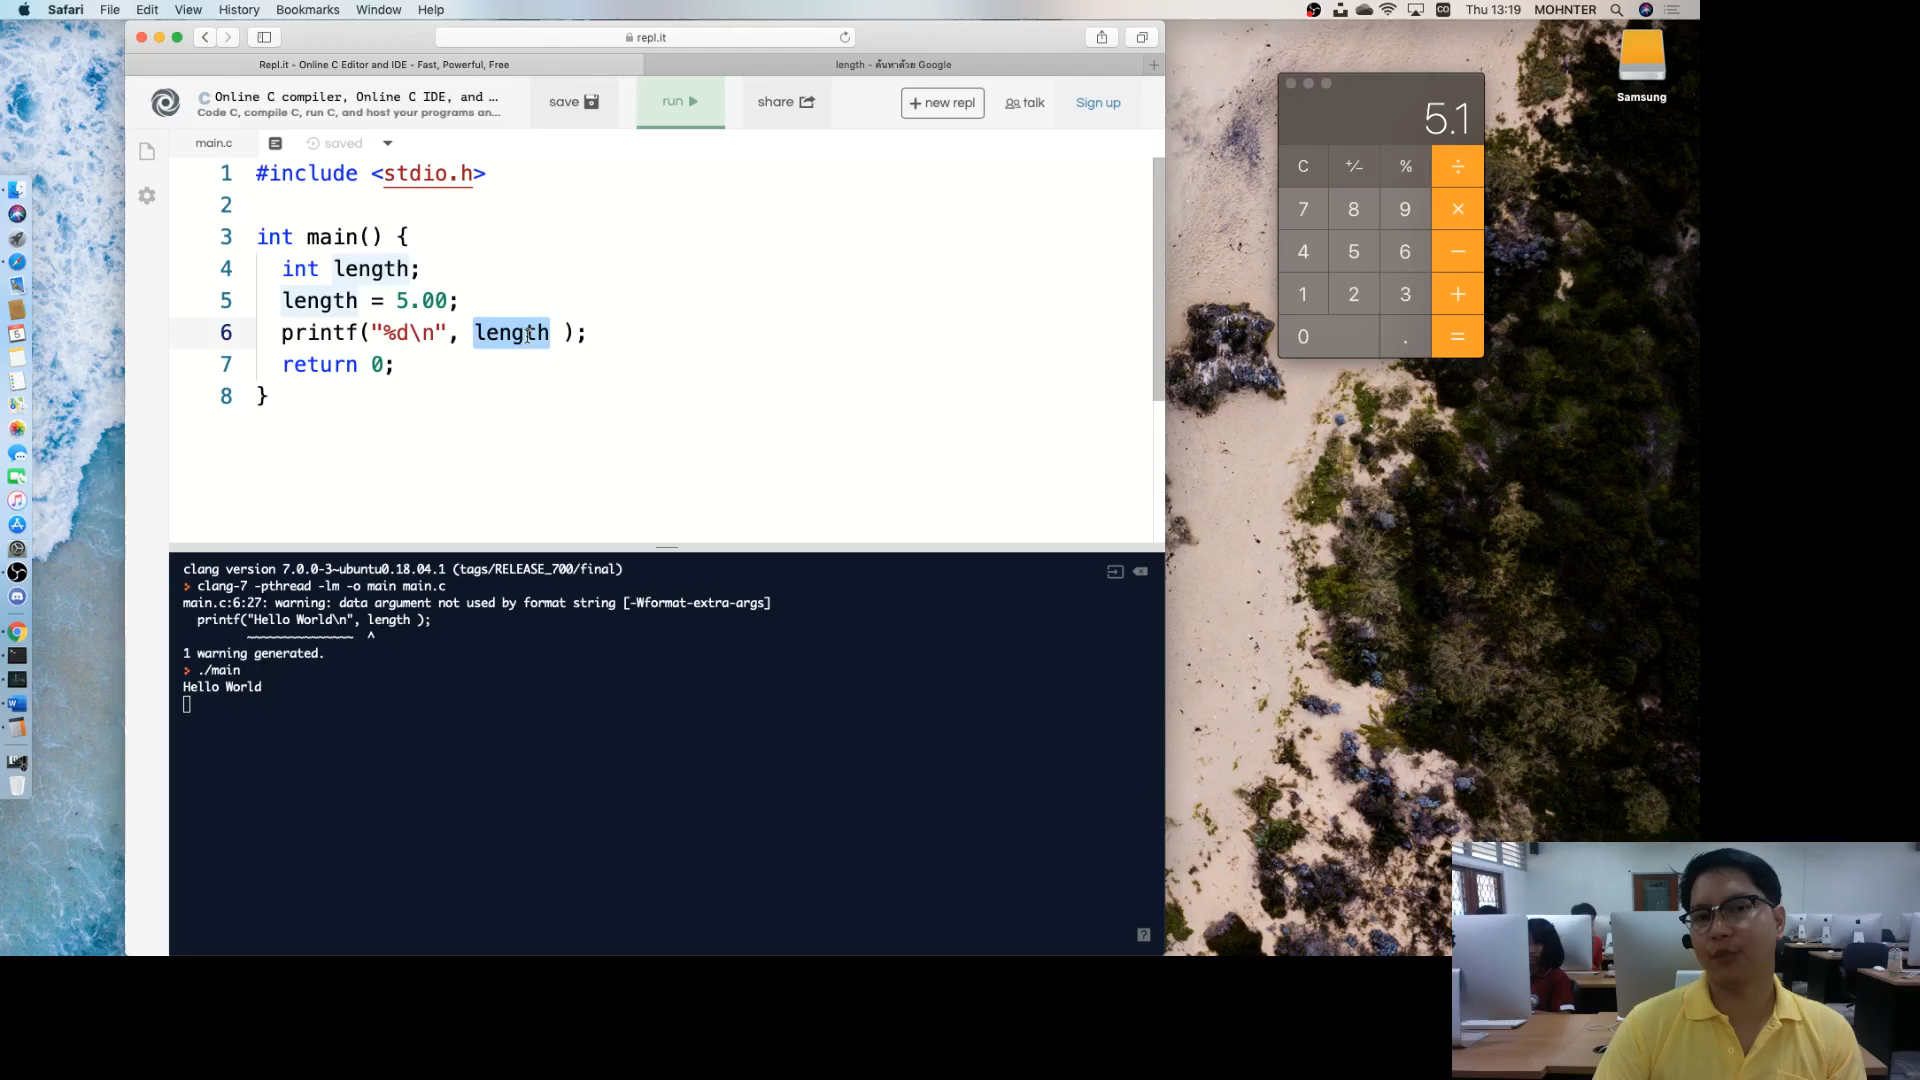 Safari File Edit View History Bookmarks Window Help
Thu 13:19 MOHNTER
repl.it
Repl.it - Online C Editor and IDE - Fast, Powerful, Free
length - ค้นหาด้วย Google
Online C compiler, Online C IDE, and ...
Code C, compile C, run C, and host your programs an...
save
run
share
+ new repl
talk
Sign up
main.c
saved
1 #include <stdio.h>
2
3 int main() {
4 int length;
5 length = 5.00;
6 printf("%d\n", length );
7 return 0;
8 }
clang version 7.0.0-3~ubuntu0.18.04.1 (tags/RELEASE_700/final)
> clang-7 -pthread -lm -o main main.c
main.c:6:27: warning: data argument not used by format string [-Wformat-extra-args]
printf("Hello World\n", length );
~~~~~~~~~~~~~~~ ^
1 warning generated.
> ./main
Hello World
?
5.1
C +/- % ÷
7 8 9 ×
4 5 6 −
1 2 3 +
0 . =
Samsung